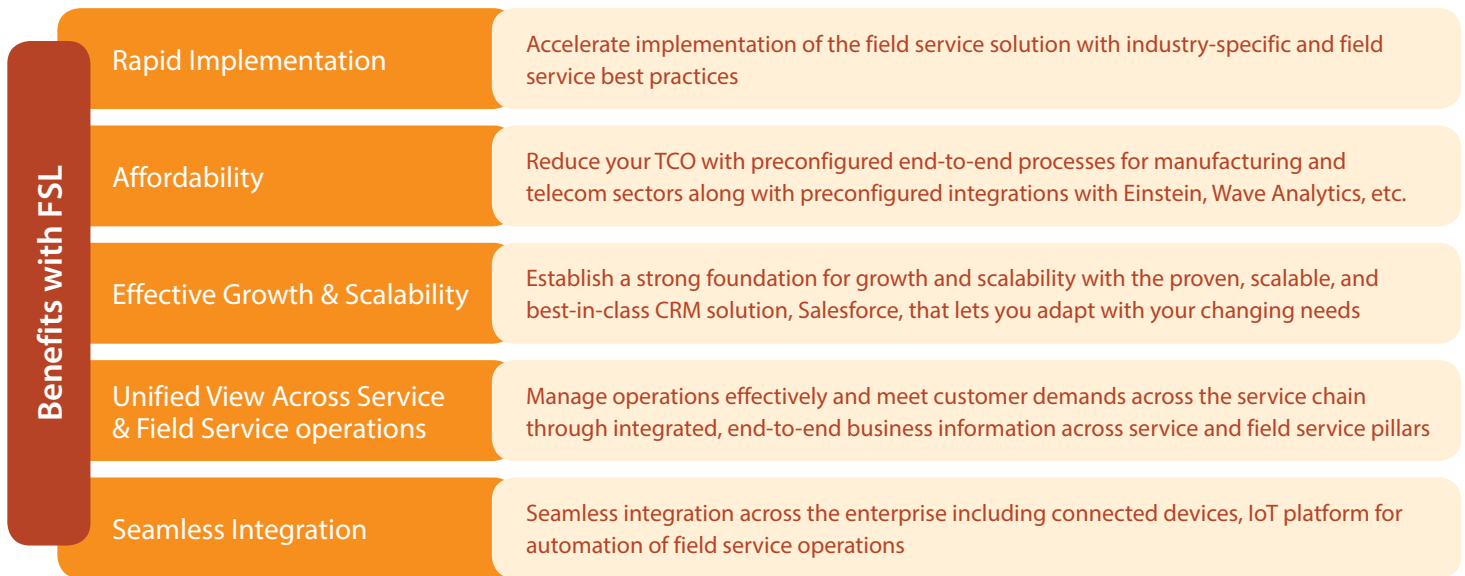 Benefits with FSL
Rapid Implementation
Accelerate implementation of the field service solution with industry-specific and field
service best practices
Affordability
Reduce your TCO with preconfigured end-to-end processes for manufacturing and
telecom sectors along with preconfigured integrations with Einstein, Wave Analytics, etc.
Effective Growth & Scalability
Establish a strong foundation for growth and scalability with the proven, scalable, and
best-in-class CRM solution, Salesforce, that lets you adapt with your changing needs
Unified View Across Service
& Field Service operations
Manage operations effectively and meet customer demands across the service chain
through integrated, end-to-end business information across service and field service pillars
Seamless Integration
Seamless integration across the enterprise including connected devices, IoT platform for
automation of field service operations